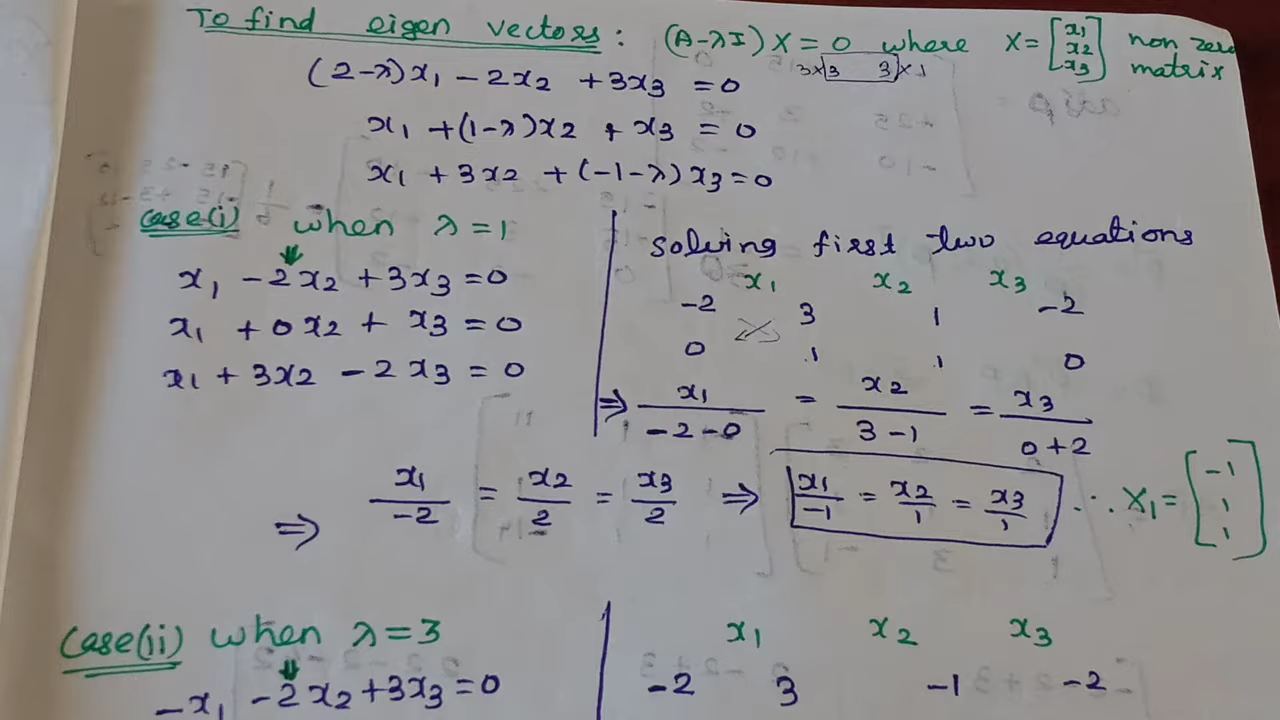 To find eigen vectors : (A-λI) X = 0 where X = [x1 x2 x3] non zero matrix
3×3 3×1
(2-λ)x1 - 2x2 + 3x3 = 0
x1 + (1-λ)x2 + x3 = 0
x1 + 3x2 + (-1-λ)x3 = 0
case(i) when λ=1
x1 - 2x2 + 3x3 = 0
x1 + 0x2 + x3 = 0
x1 + 3x2 - 2x3 = 0
solving first two equations
x1 x2 x3
-2 3 1 -2
0 1 1 0
⇒ x1/(-2-0) = x2/(3-1) = x3/(0+2)
⇒ x1/-2 = x2/2 = x3/2 ⇒ x1/-1 = x2/1 = x3/1 ∴ X1 = [-1 1 1]
case(ii) when λ=3
-x1 - 2x2 + 3x3 = 0
x1 x2 x3
-2 3 -1 -2